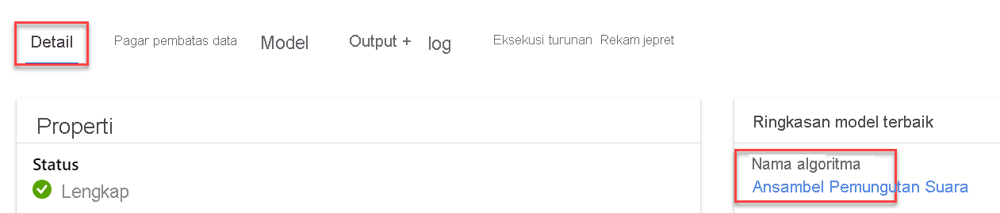 Detail Pagar pembatas data Model Output + log Eksekusi turunan Rekam jepret
Properti
Status
Lengkap
Ringkasan model terbaik
Nama algoritma
Ansambel Pemungutan Suara